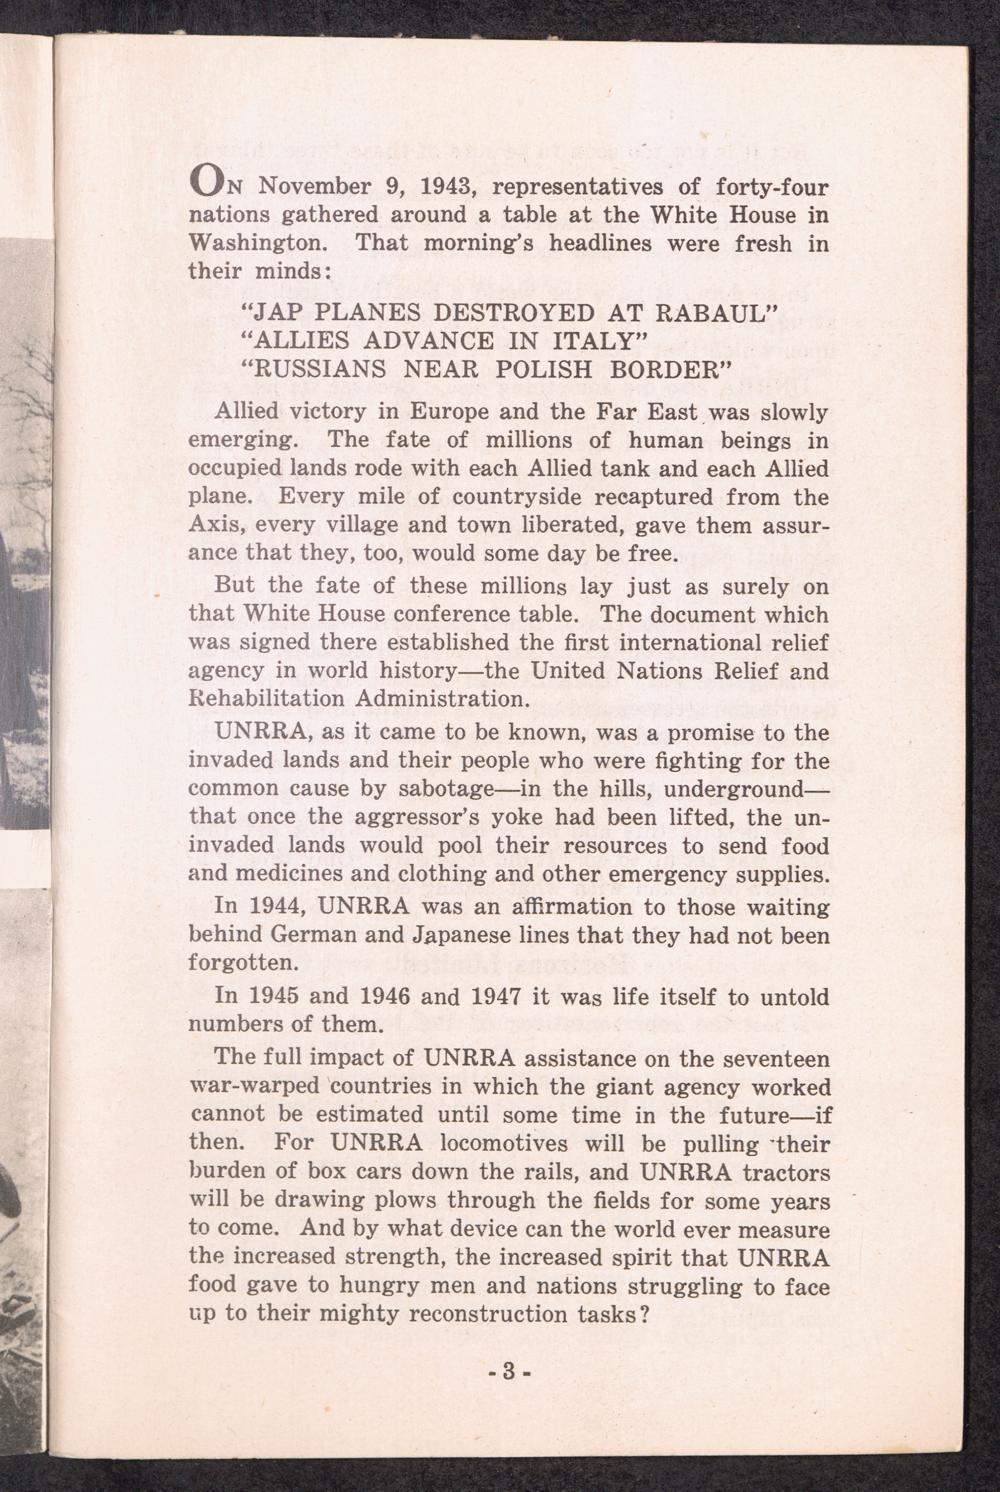 ON November 9, 1943, representatives of forty-four
nations gathered around a table at the White House in
Washington. That morning's headlines were fresh in
their minds:
“JAP PLANES DESTROYED AT RABAUL”
“ALLIES ADVANCE IN ITALY”
“RUSSIANS NEAR POLISH BORDER”
Allied victory in Europe and the Far East was slowly
emerging. The fate of millions of human beings in
occupied lands rode with each Allied tank and each Allied
plane. Every mile of countryside recaptured from the
Axis, every village and town liberated, gave them assur-
ance that they, too, would some day be free.
But the fate of these millions lay just as surely on
that White House conference table. The document which
was signed there established the first international relief
agency in world history—the United Nations Relief and
Rehabilitation Administration.
UNRRA, as it came to be known, was a promise to the
invaded lands and their people who were fighting for the
common cause by sabotage—in the hills, underground—
that once the aggressor's yoke had been lifted, the un-
invaded lands would pool their resources to send food
and medicines and clothing and other emergency supplies.
In 1944, UNRRA was an affirmation to those waiting
behind German and Japanese lines that they had not been
forgotten.
In 1945 and 1946 and 1947 it was life itself to untold
numbers of them.
The full impact of UNRRA assistance on the seventeen
war-warped countries in which the giant agency worked
cannot be estimated until some time in the future—if
then. For UNRRA locomotives will be pulling their
burden of box cars down the rails, and UNRRA tractors
will be drawing plows through the fields for some years
to come. And by what device can the world ever measure
the increased strength, the increased spirit that UNRRA
food gave to hungry men and nations struggling to face
up to their mighty reconstruction tasks?
- 3 -